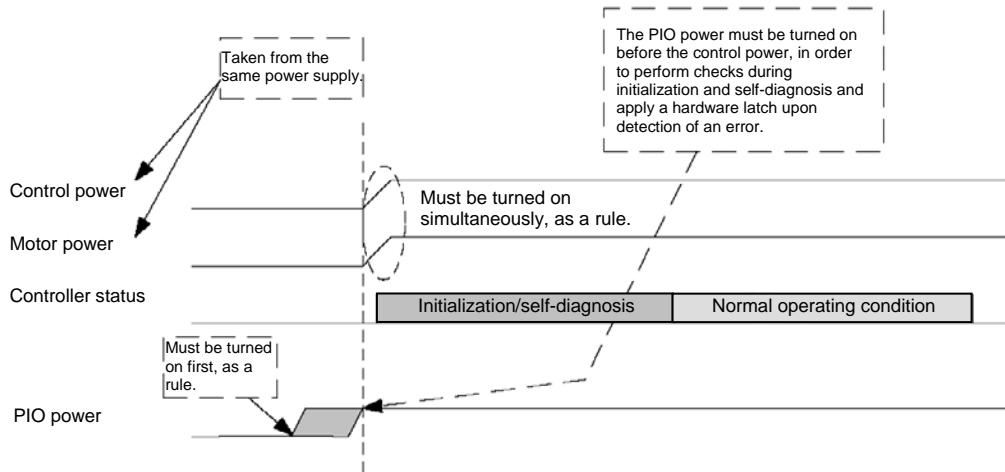 Taken from the
same power supply.
The PIO power must be turned on
before the control power, in order
to perform checks during
initialization and self-diagnosis and
apply a hardware latch upon
detection of an error.
Control power
Must be turned on
simultaneously, as a rule.
Motor power
Controller status
Initialization/self-diagnosis
Normal operating condition
Must be turned
on first, as a
rule.
PIO power